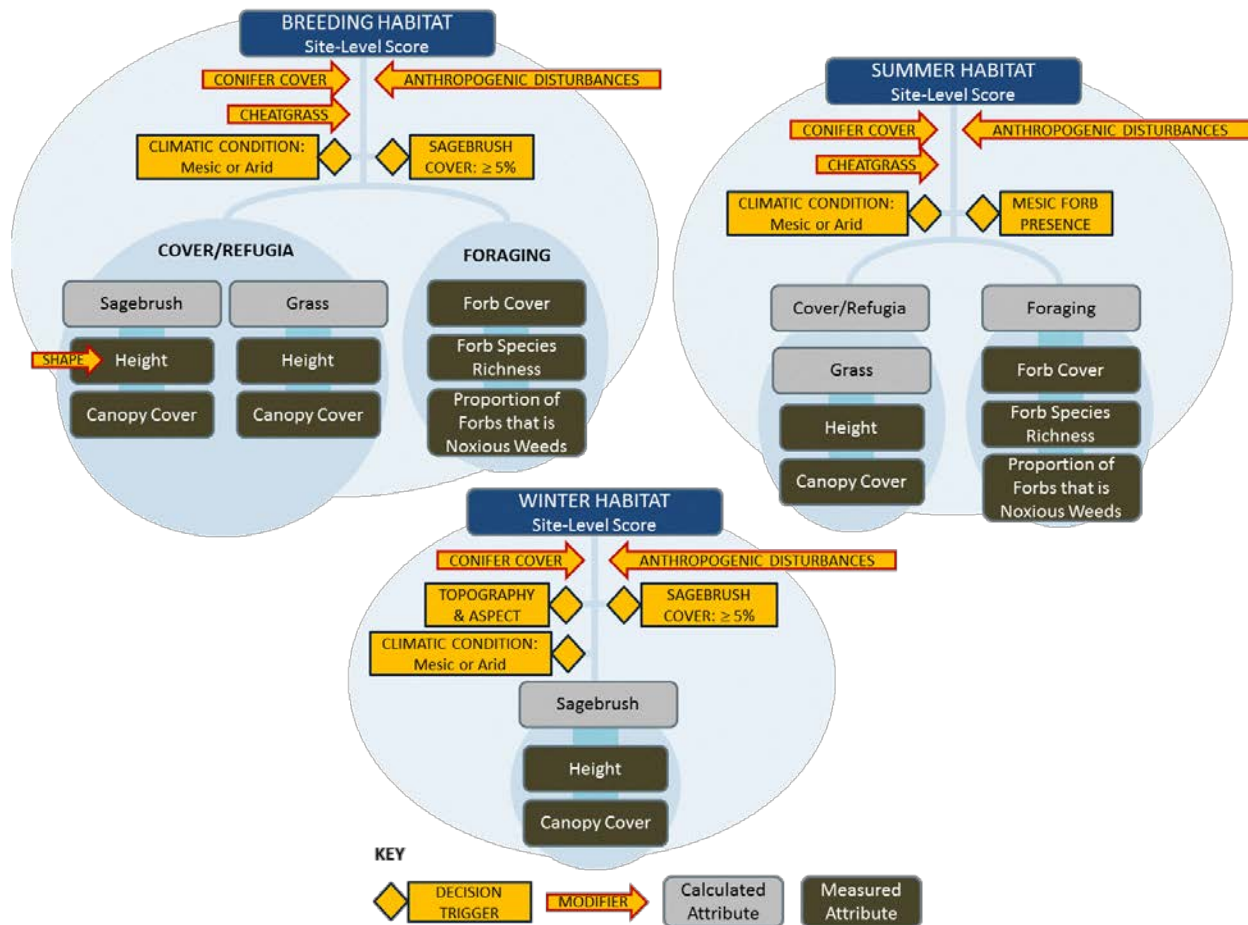 BREEDING HABITAT
Site-Level Score
CONIFER COVER
ANTHROPOGENIC DISTURBANCES
CHEATGRASS
CLIMATIC CONDITION:
Mesic or Arid
SAGEBRUSH
COVER: ≥ 5%
COVER/REFUGIA
Sagebrush
Grass
SHAPE
Height
Height
Canopy Cover
Canopy Cover
FORAGING
Forb Cover
Forb Species
Richness
Proportion of
Forbs that is
Noxious Weeds
SUMMER HABITAT
Site-Level Score
CONIFER COVER
ANTHROPOGENIC DISTURBANCES
CHEATGRASS
CLIMATIC CONDITION:
Mesic or Arid
MESIC FORB
PRESENCE
Cover/Refugia
Grass
Height
Canopy Cover
Foraging
Forb Cover
Forb Species
Richness
Proportion of
Forbs that is
Noxious Weeds
WINTER HABITAT
Site-Level Score
CONIFER COVER
ANTHROPOGENIC DISTURBANCES
TOPOGRAPHY
& ASPECT
SAGEBRUSH
COVER: ≥ 5%
CLIMATIC CONDITION:
Mesic or Arid
Sagebrush
Height
Canopy Cover
KEY
DECISION
TRIGGER
MODIFIER
Calculated
Attribute
Measured
Attribute